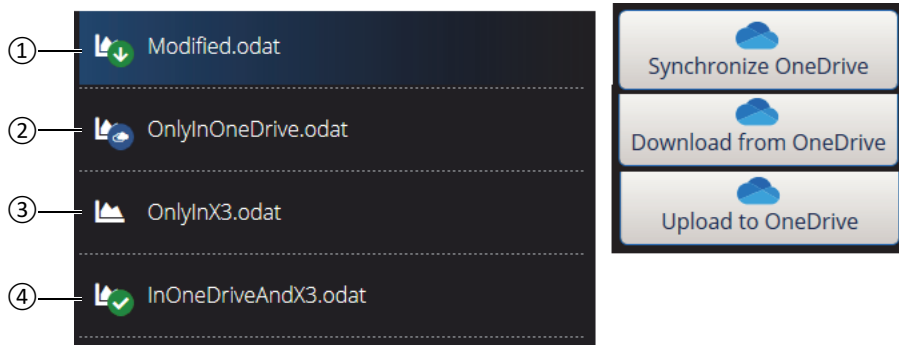 ① Modified.odat
② OnlyInOneDrive.odat
③ OnlyInX3.odat
④ InOneDriveAndX3.odat
Synchronize OneDrive
Download from OneDrive
Upload to OneDrive